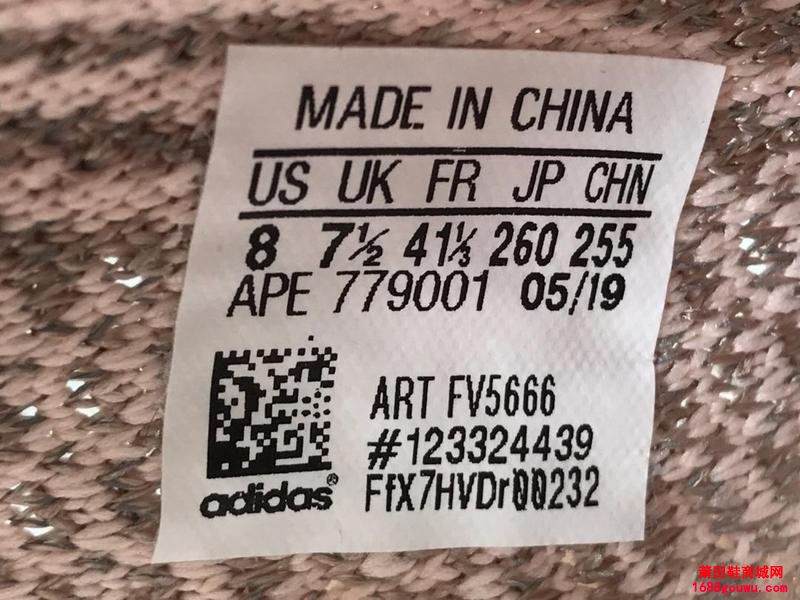 MADE IN CHINA
US UK FR JP CHN
8 7½ 41⅓ 260 255
APE 779001 05/19
ART FV5666
#123324439
adidas®
FfX7HVDr00232
莆田鞋商城网
1688gouwu.com